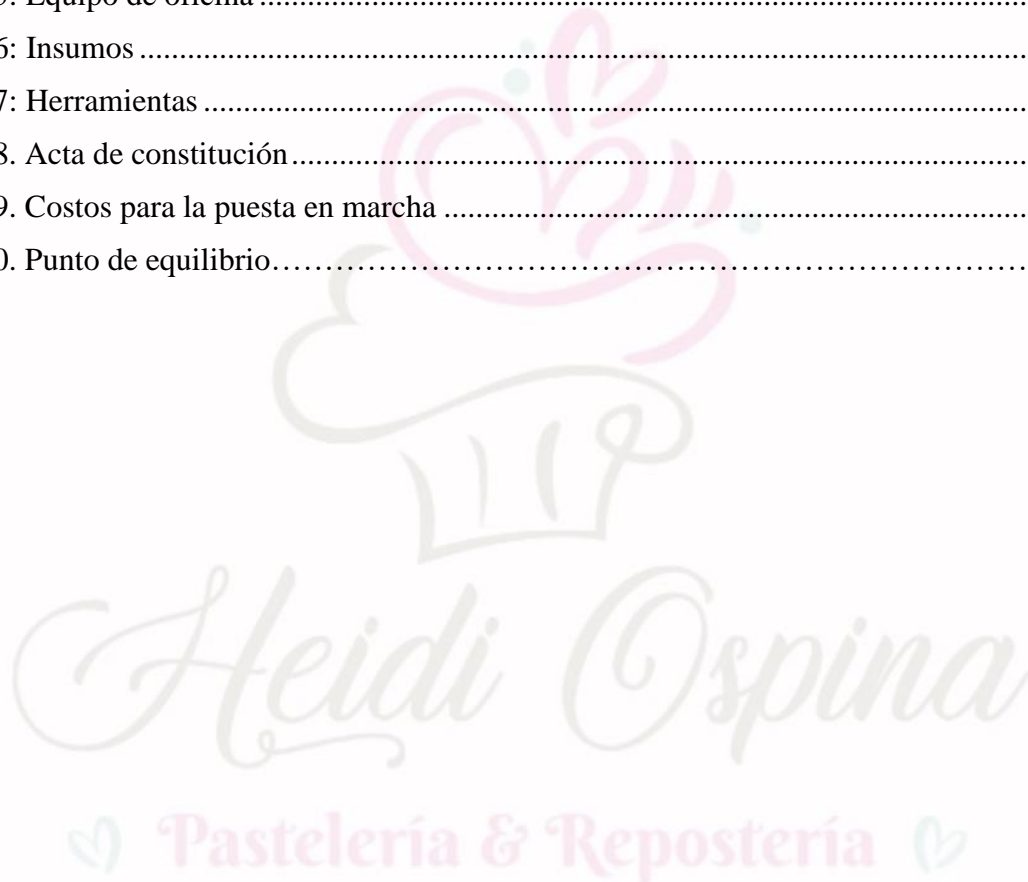 5: Equipo de oficina....................................................................................................
6: Insumos....................................................................................................................
7: Herramientas............................................................................................................
8. Acta de constitución.................................................................................................
9. Costos para la puesta en marcha..............................................................................
0. Punto de equilibrio……………………………………………………………………
Heidi Ospina
Pastelería & Repostería